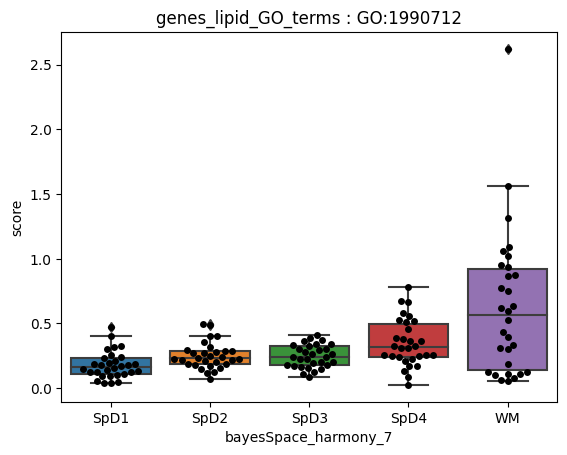 genes_lipid_GO_terms : GO:1990712
score
2.5
2.0
1.5
1.0
0.5
0.0
SpD1 SpD2 SpD3 SpD4 WM
bayesSpace_harmony_7